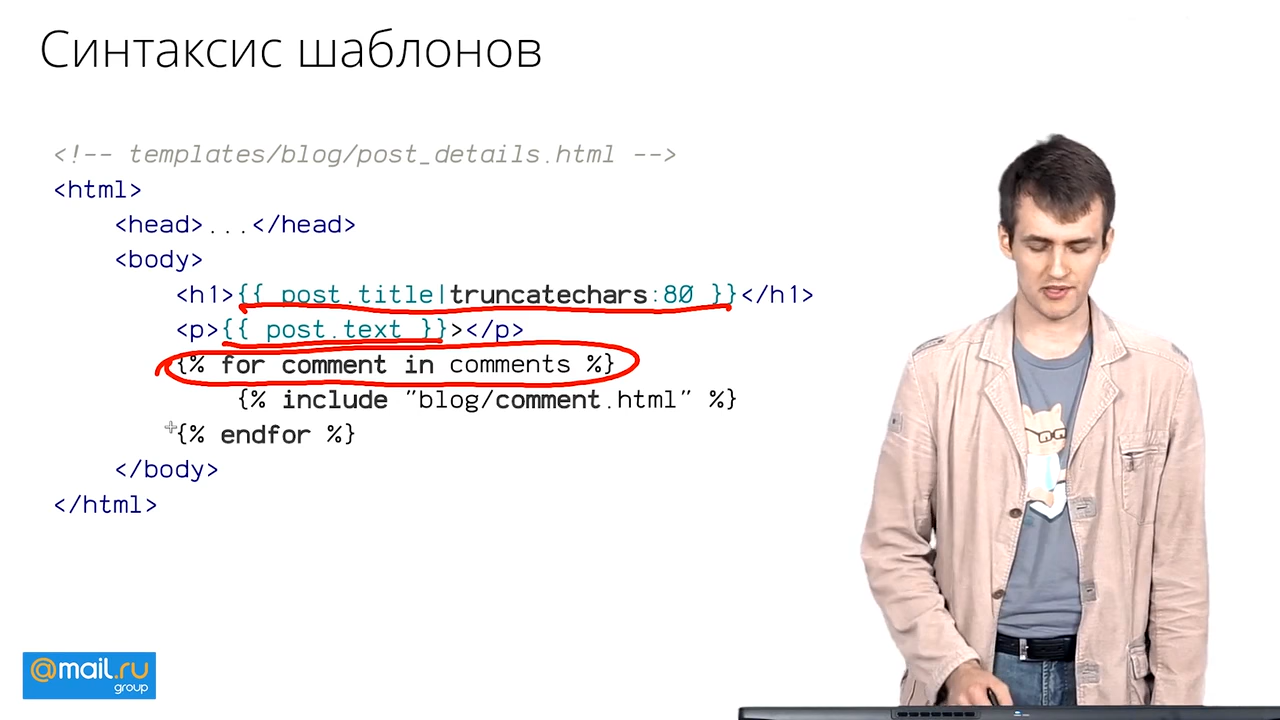 Синтаксис шаблонов
<!-- templates/blog/post_details.html -->
<html>
<head>...</head>
<body>
<h1>{{ post.title|truncatechars:80 }}</h1>
<p>{{ post.text }}></p>
{% for comment in comments %}
{% include "blog/comment.html" %}
{% endfor %}
</body>
</html>
@mail.ru
group